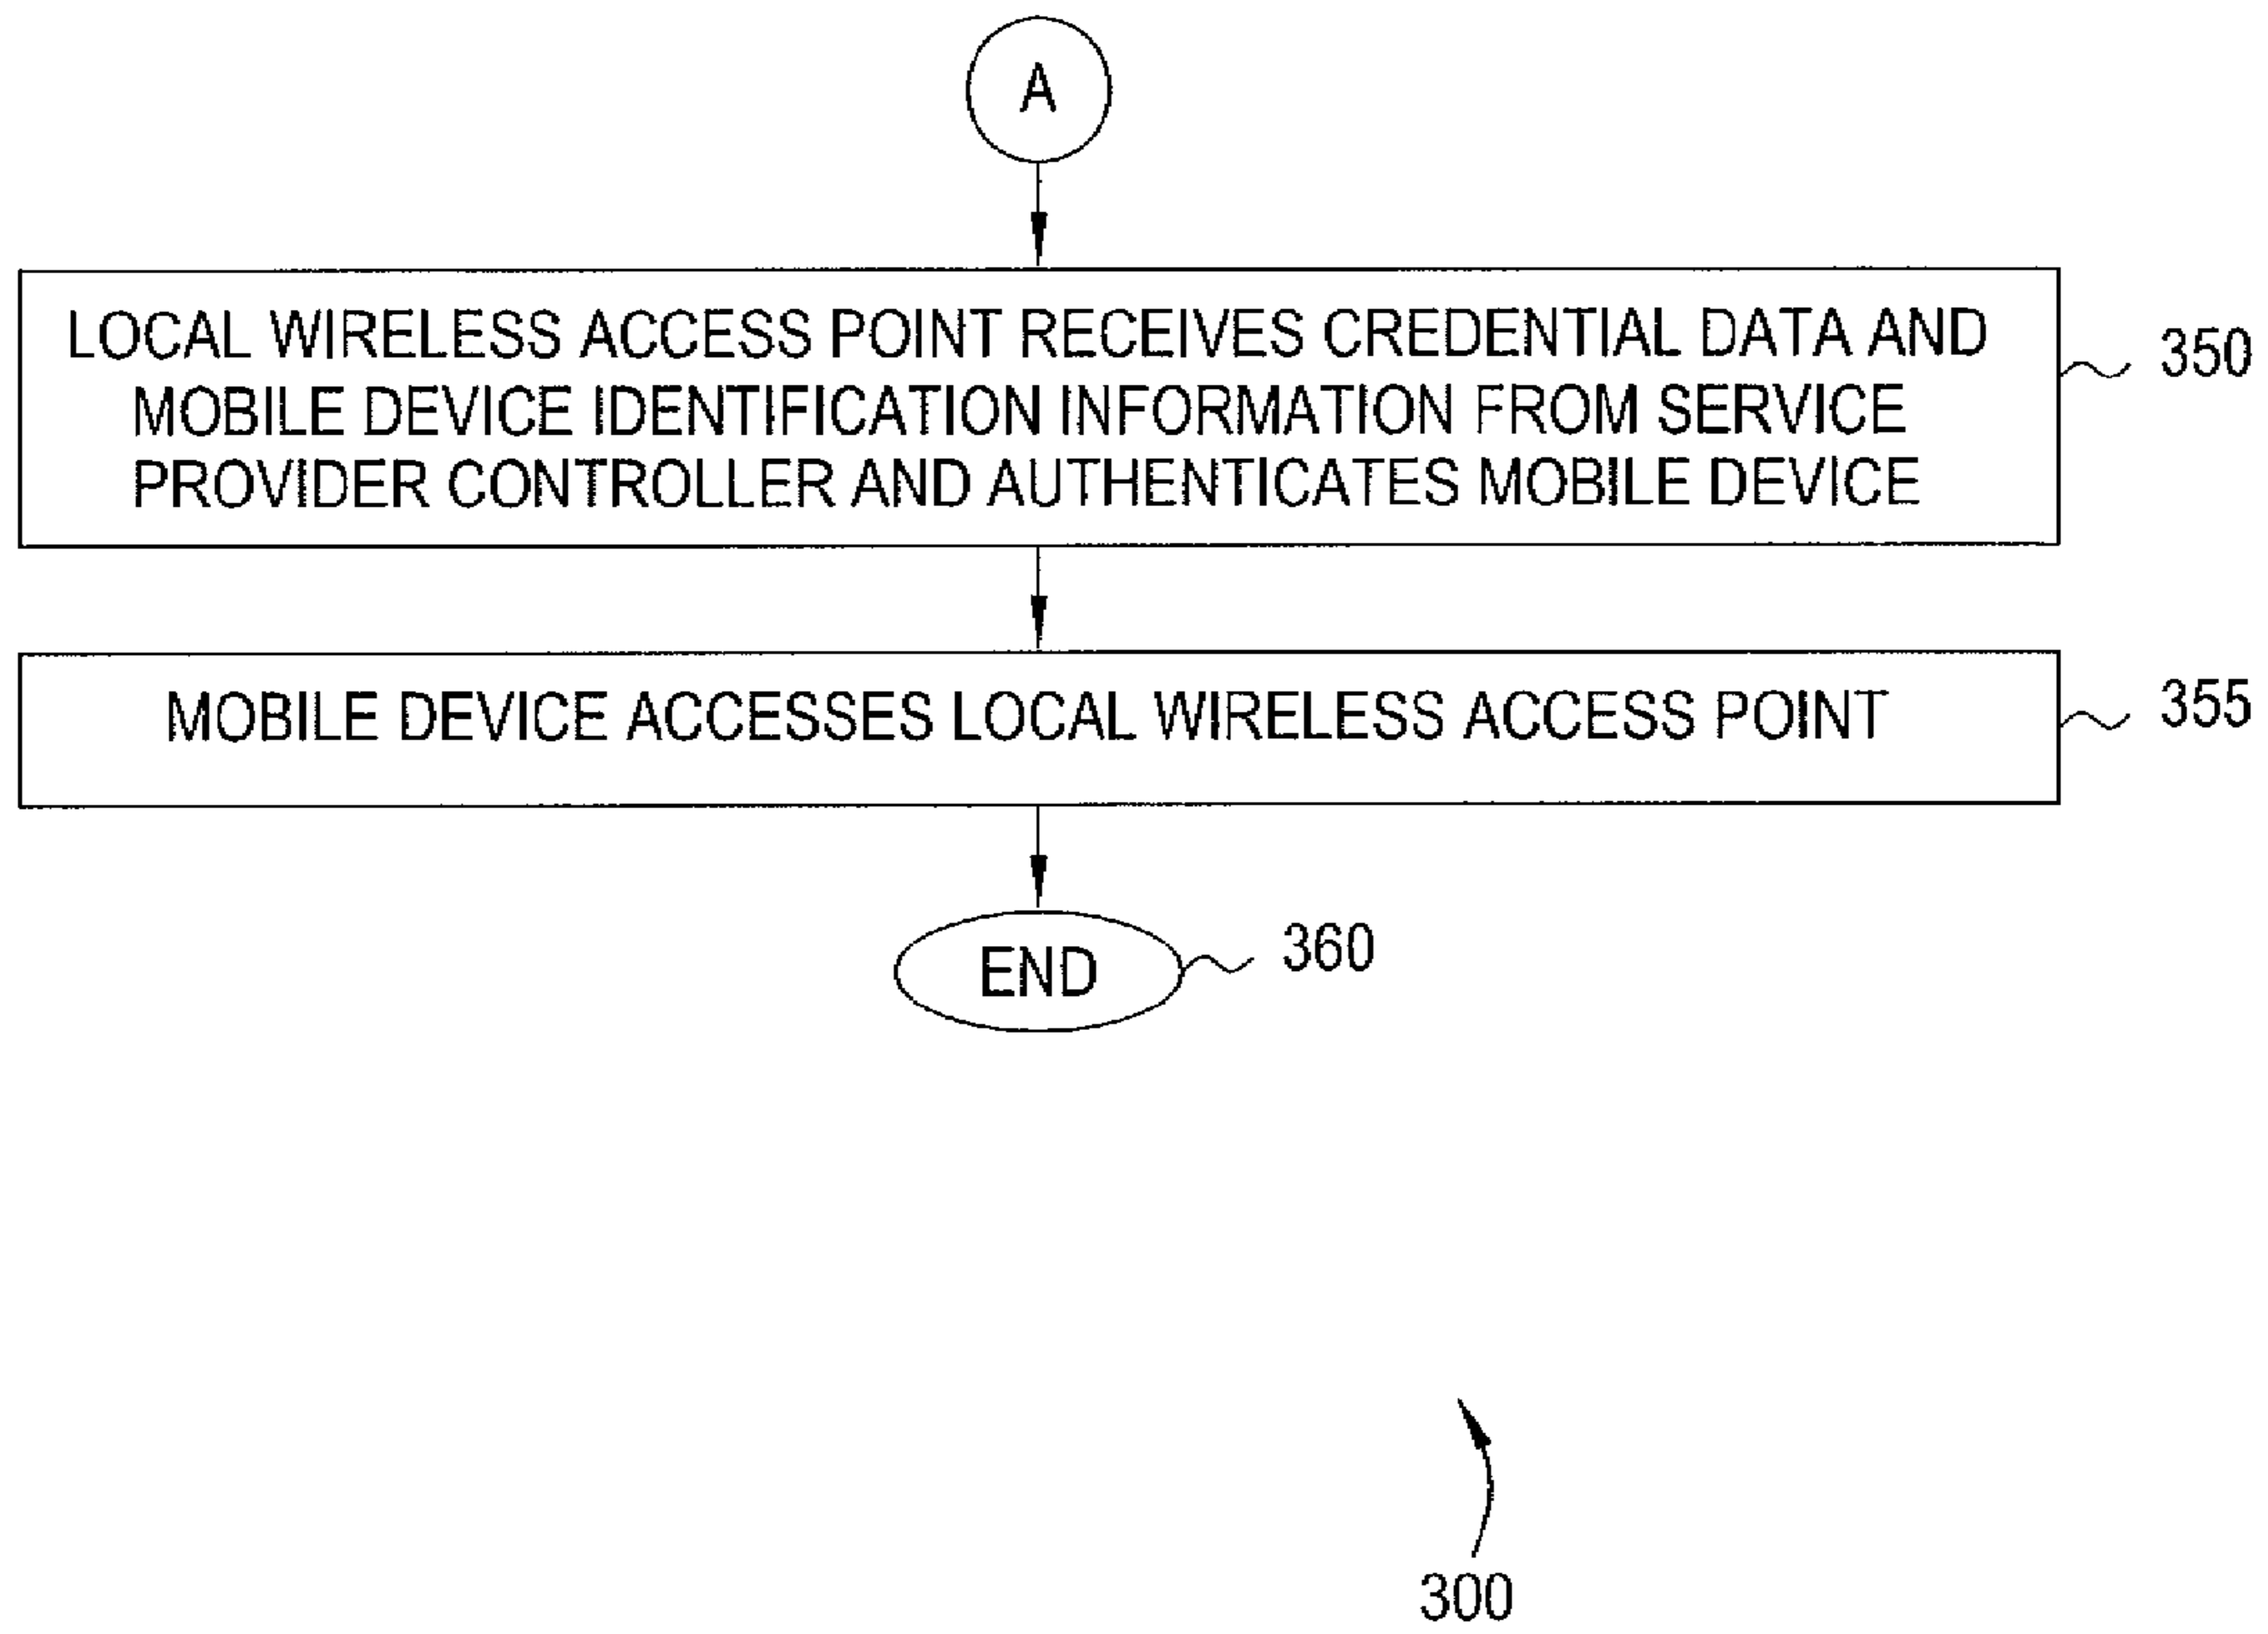 A
LOCAL WIRELESS ACCESS POINT RECEIVES CREDENTIAL DATA AND
MOBILE DEVICE IDENTIFICATION INFORMATION FROM SERVICE
PROVIDER CONTROLLER AND AUTHENTICATES MOBILE DEVICE
350
MOBILE DEVICE ACCESSES LOCAL WIRELESS ACCESS POINT
355
END
360
300